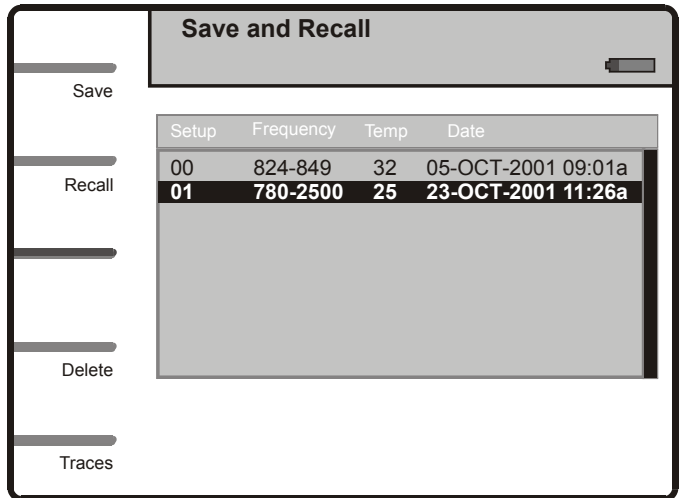 Save and Recall
Save
Recall
Delete
Traces
Setup Frequency Temp Date
00 824-849 32 05-OCT-2001 09:01a
01 780-2500 25 23-OCT-2001 11:26a